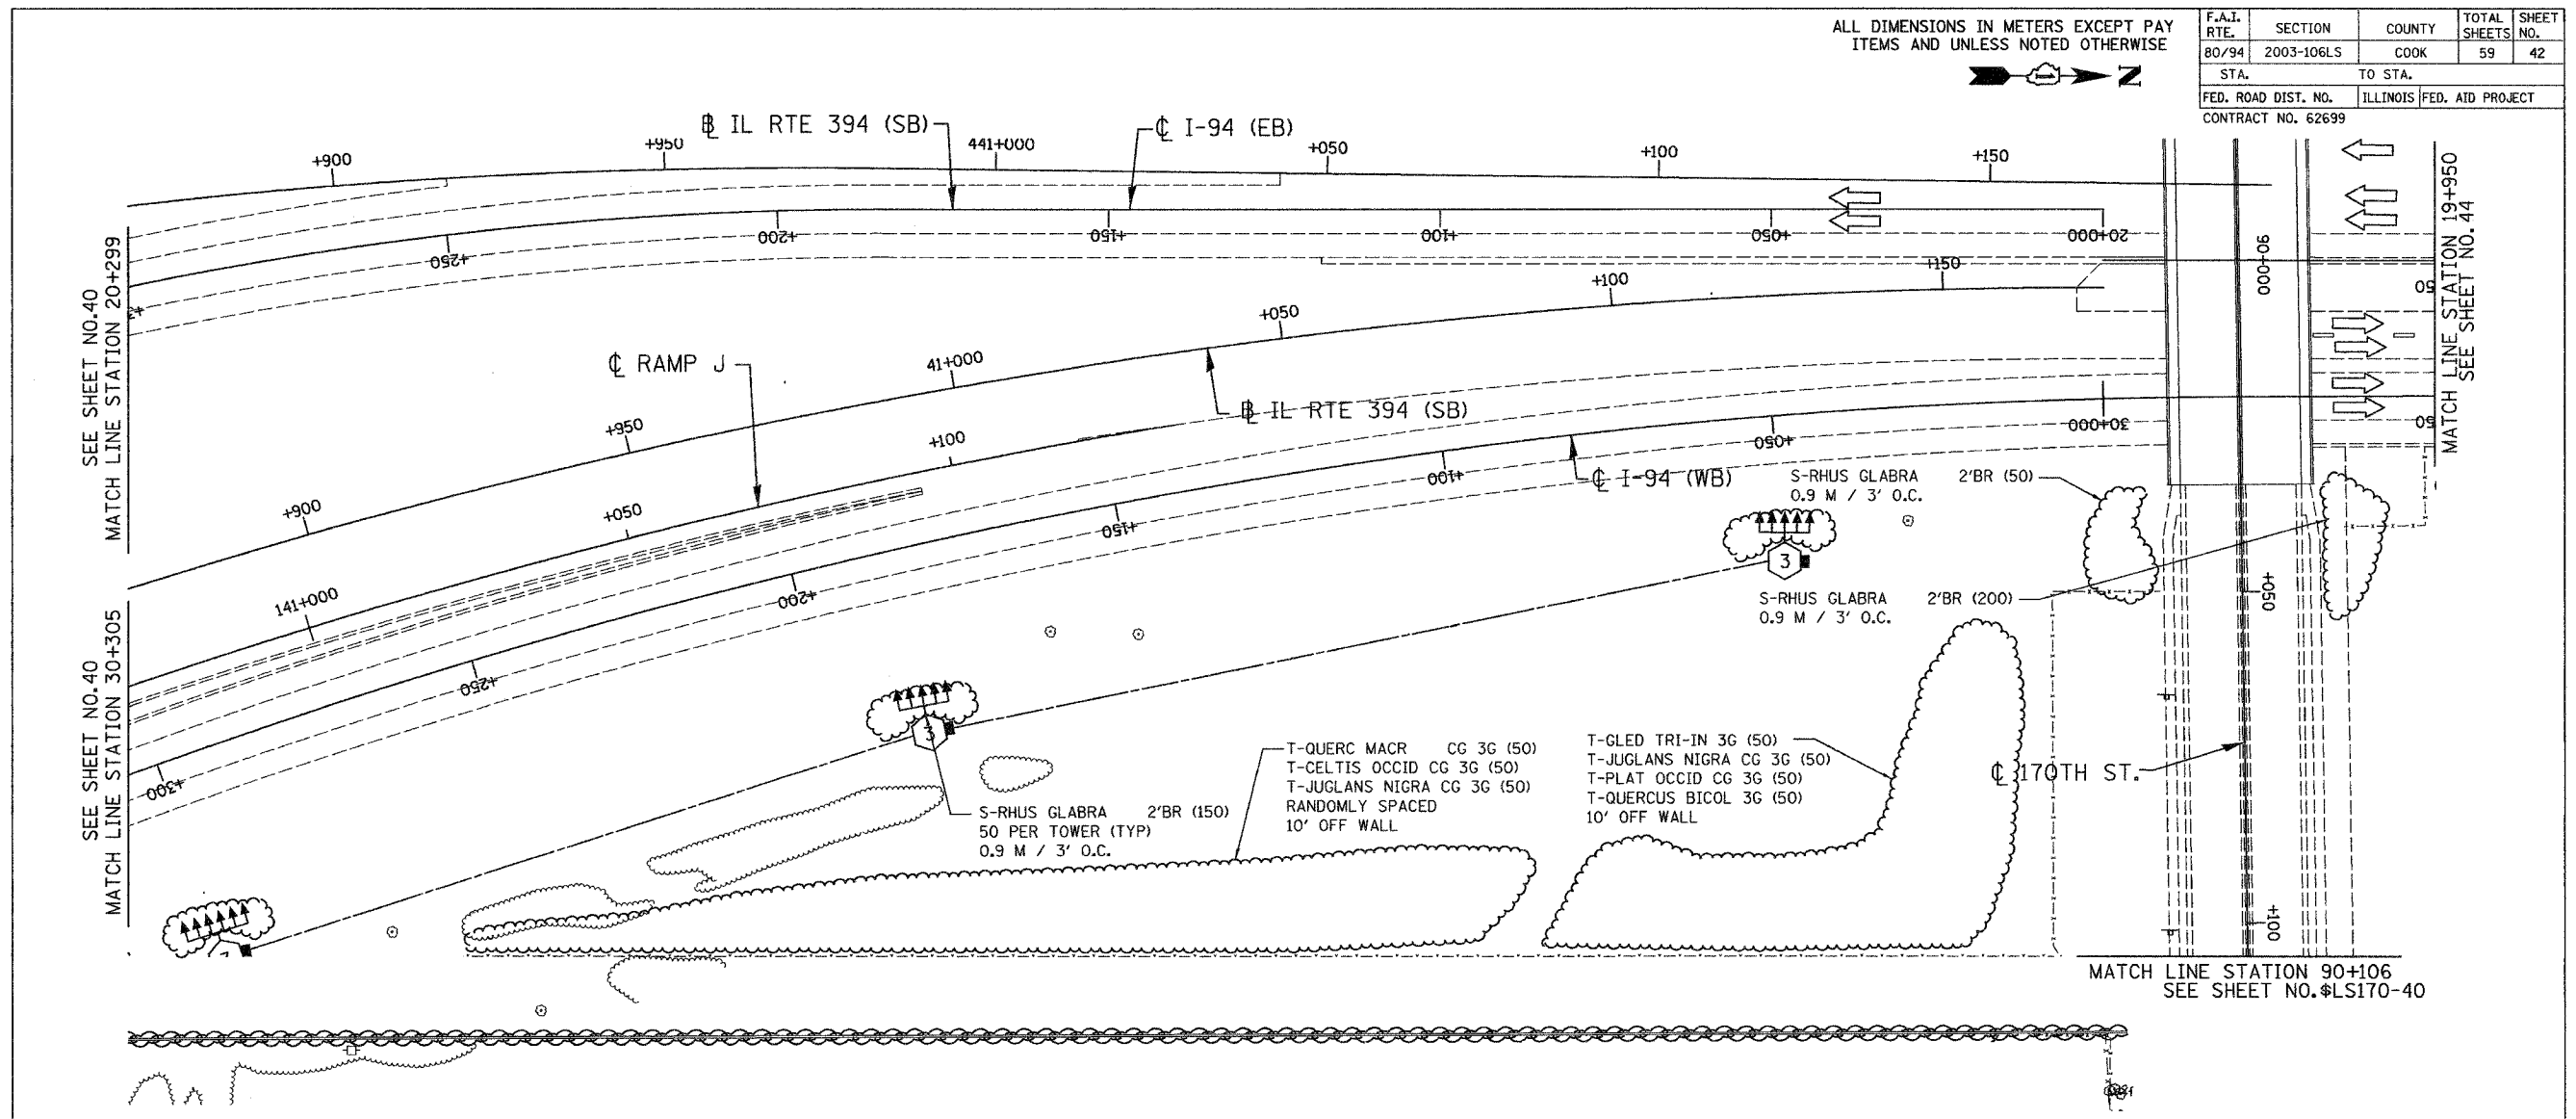 ALL DIMENSIONS IN METERS EXCEPT PAY
ITEMS AND UNLESS NOTED OTHERWISE
N
F.A.I. RTE. SECTION COUNTY TOTAL SHEETS SHEET NO.
80/94 2003-106LS COOK 59 42
STA. TO STA.
FED. ROAD DIST. NO. ILLINOIS FED. AID PROJECT
CONTRACT NO. 62699
℄ IL RTE 394 (SB)
℄ I-94 (EB)
+900 +950 441+000 +050 +100 +150
+250 +200 +150 +100 +050 20+000
SEE SHEET NO.40
MATCH LINE STATION 20+299
+900 +950 41+000 +050 +100 +150
℄ RAMP J
℄ IL RTE 394 (SB)
141+000 +050 +100
+300 +250 +200 +150 +100 +050 30+000
℄ I-94 (WB)
SEE SHEET NO.40
MATCH LINE STATION 30+305
MATCH LINE STATION 19+950
SEE SHEET NO.44
50
50
90+000
+050
+100
S-RHUS GLABRA 2'BR (50)
0.9 M / 3' O.C.
3
S-RHUS GLABRA 2'BR (200)
0.9 M / 3' O.C.
3
S-RHUS GLABRA 2'BR (150)
50 PER TOWER (TYP)
0.9 M / 3' O.C.
T-QUERC MACR CG 3G (50)
T-CELTIS OCCID CG 3G (50)
T-JUGLANS NIGRA CG 3G (50)
RANDOMLY SPACED
10' OFF WALL
T-GLED TRI-IN 3G (50)
T-JUGLANS NIGRA CG 3G (50)
T-PLAT OCCID CG 3G (50)
T-QUERCUS BICOL 3G (50)
10' OFF WALL
℄ 170TH ST.
MATCH LINE STATION 90+106
SEE SHEET NO.$LS170-40